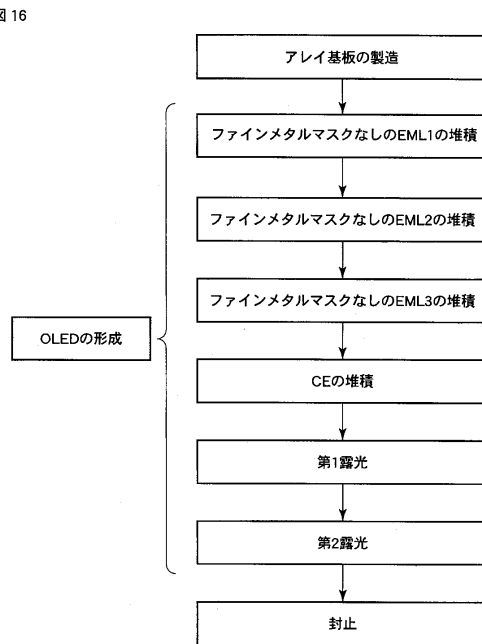 図 16
アレイ基板の製造
ファインメタルマスクなしのEML1の堆積
ファインメタルマスクなしのEML2の堆積
ファインメタルマスクなしのEML3の堆積
OLEDの形成
CEの堆積
第1露光
第2露光
封止